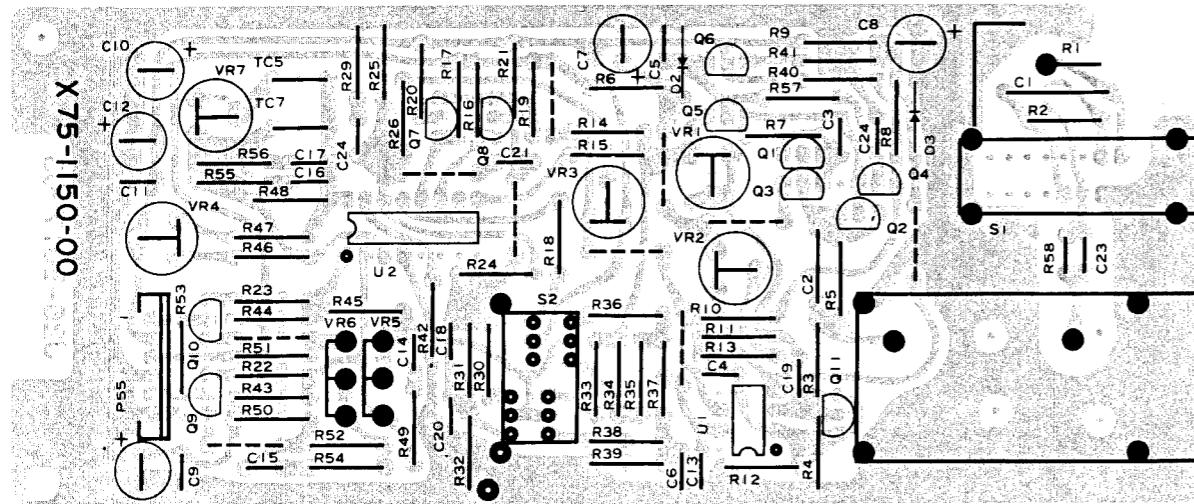 X75-1150-00
C10
+
VR7
TC5
TC7
C12
+
C11
R56
R55
R48
C17
C16
R29
R25
C24
R26
R20
Q7
R17
R16
Q8
R21
R19
C21
C7
+
R6
C5
D2
Q6
Q5
R14
R15
VR3
VR1
R9
R41
R40
R57
R7
Q1
Q3
C3
C24
R8
D3
Q4
Q2
C8
+
R1
C1
R2
S1
R58
C23
VR4
R47
R46
U2
R24
R18
VR2
C2
R5
-
P55
+
R53
Q10
Q9
C9
R23
R44
R51
R22
R43
R50
C15
R45
VR6
VR5
R52
R54
C14
R42
C18
R49
C20
R31
R30
R32
S2
R36
R33
R34
R35
R37
R38
R39
R10
R11
R13
C4
U1
C6
C13
R12
C19
R3
Q11
R4